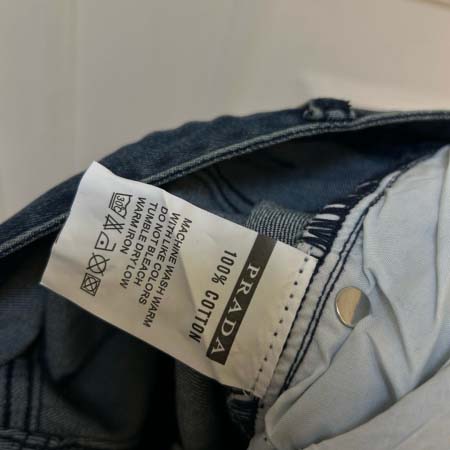 PRADA
100% COTTON
MACHINE WASH WARM
WITH LIKE COLORS
DO NOT BLEACH
TUMBLE DRY LOW
WARM IRON